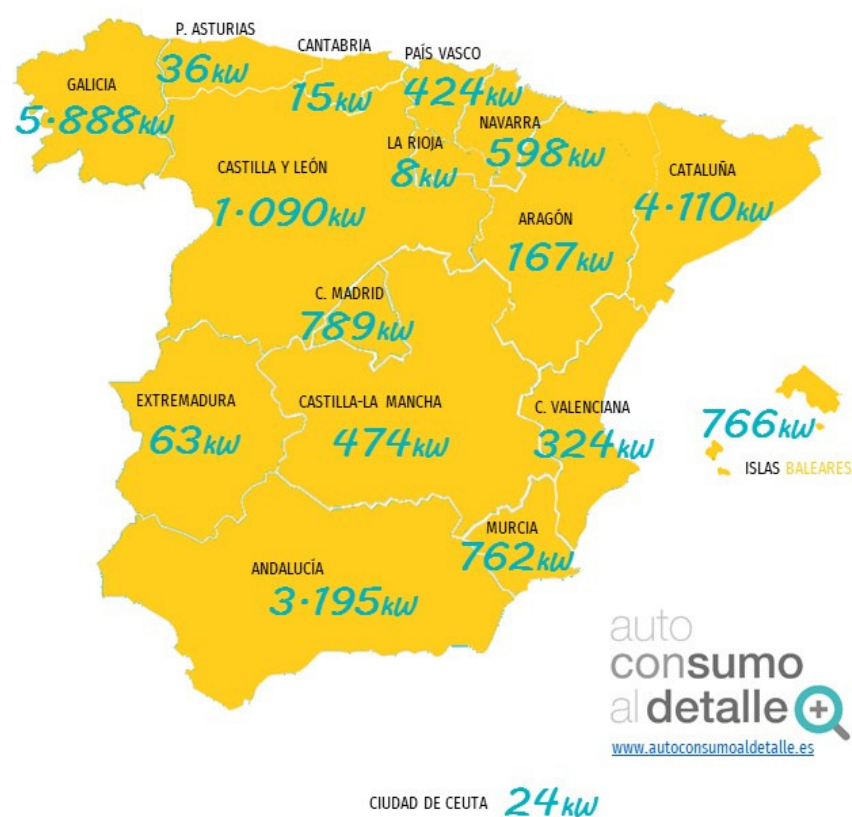 P. ASTURIAS
36kW
CANTABRIA
15kW
PAÍS VASCO
424kW
GALICIA
5.888kW
NAVARRA
598kW
LA RIOJA
8kW
CASTILLA Y LEÓN
1.090kW
CATALUÑA
4.110kW
ARAGÓN
167kW
C. MADRID
789kW
EXTREMADURA
63kW
CASTILLA-LA MANCHA
474kW
C. VALENCIANA
324kW
766kW
ISLAS BALEARES
MURCIA
762kW
ANDALUCÍA
3.195kW
auto
consumo
al detalle
www.autoconsumoaldetalle.es
CIUDAD DE CEUTA 24kW